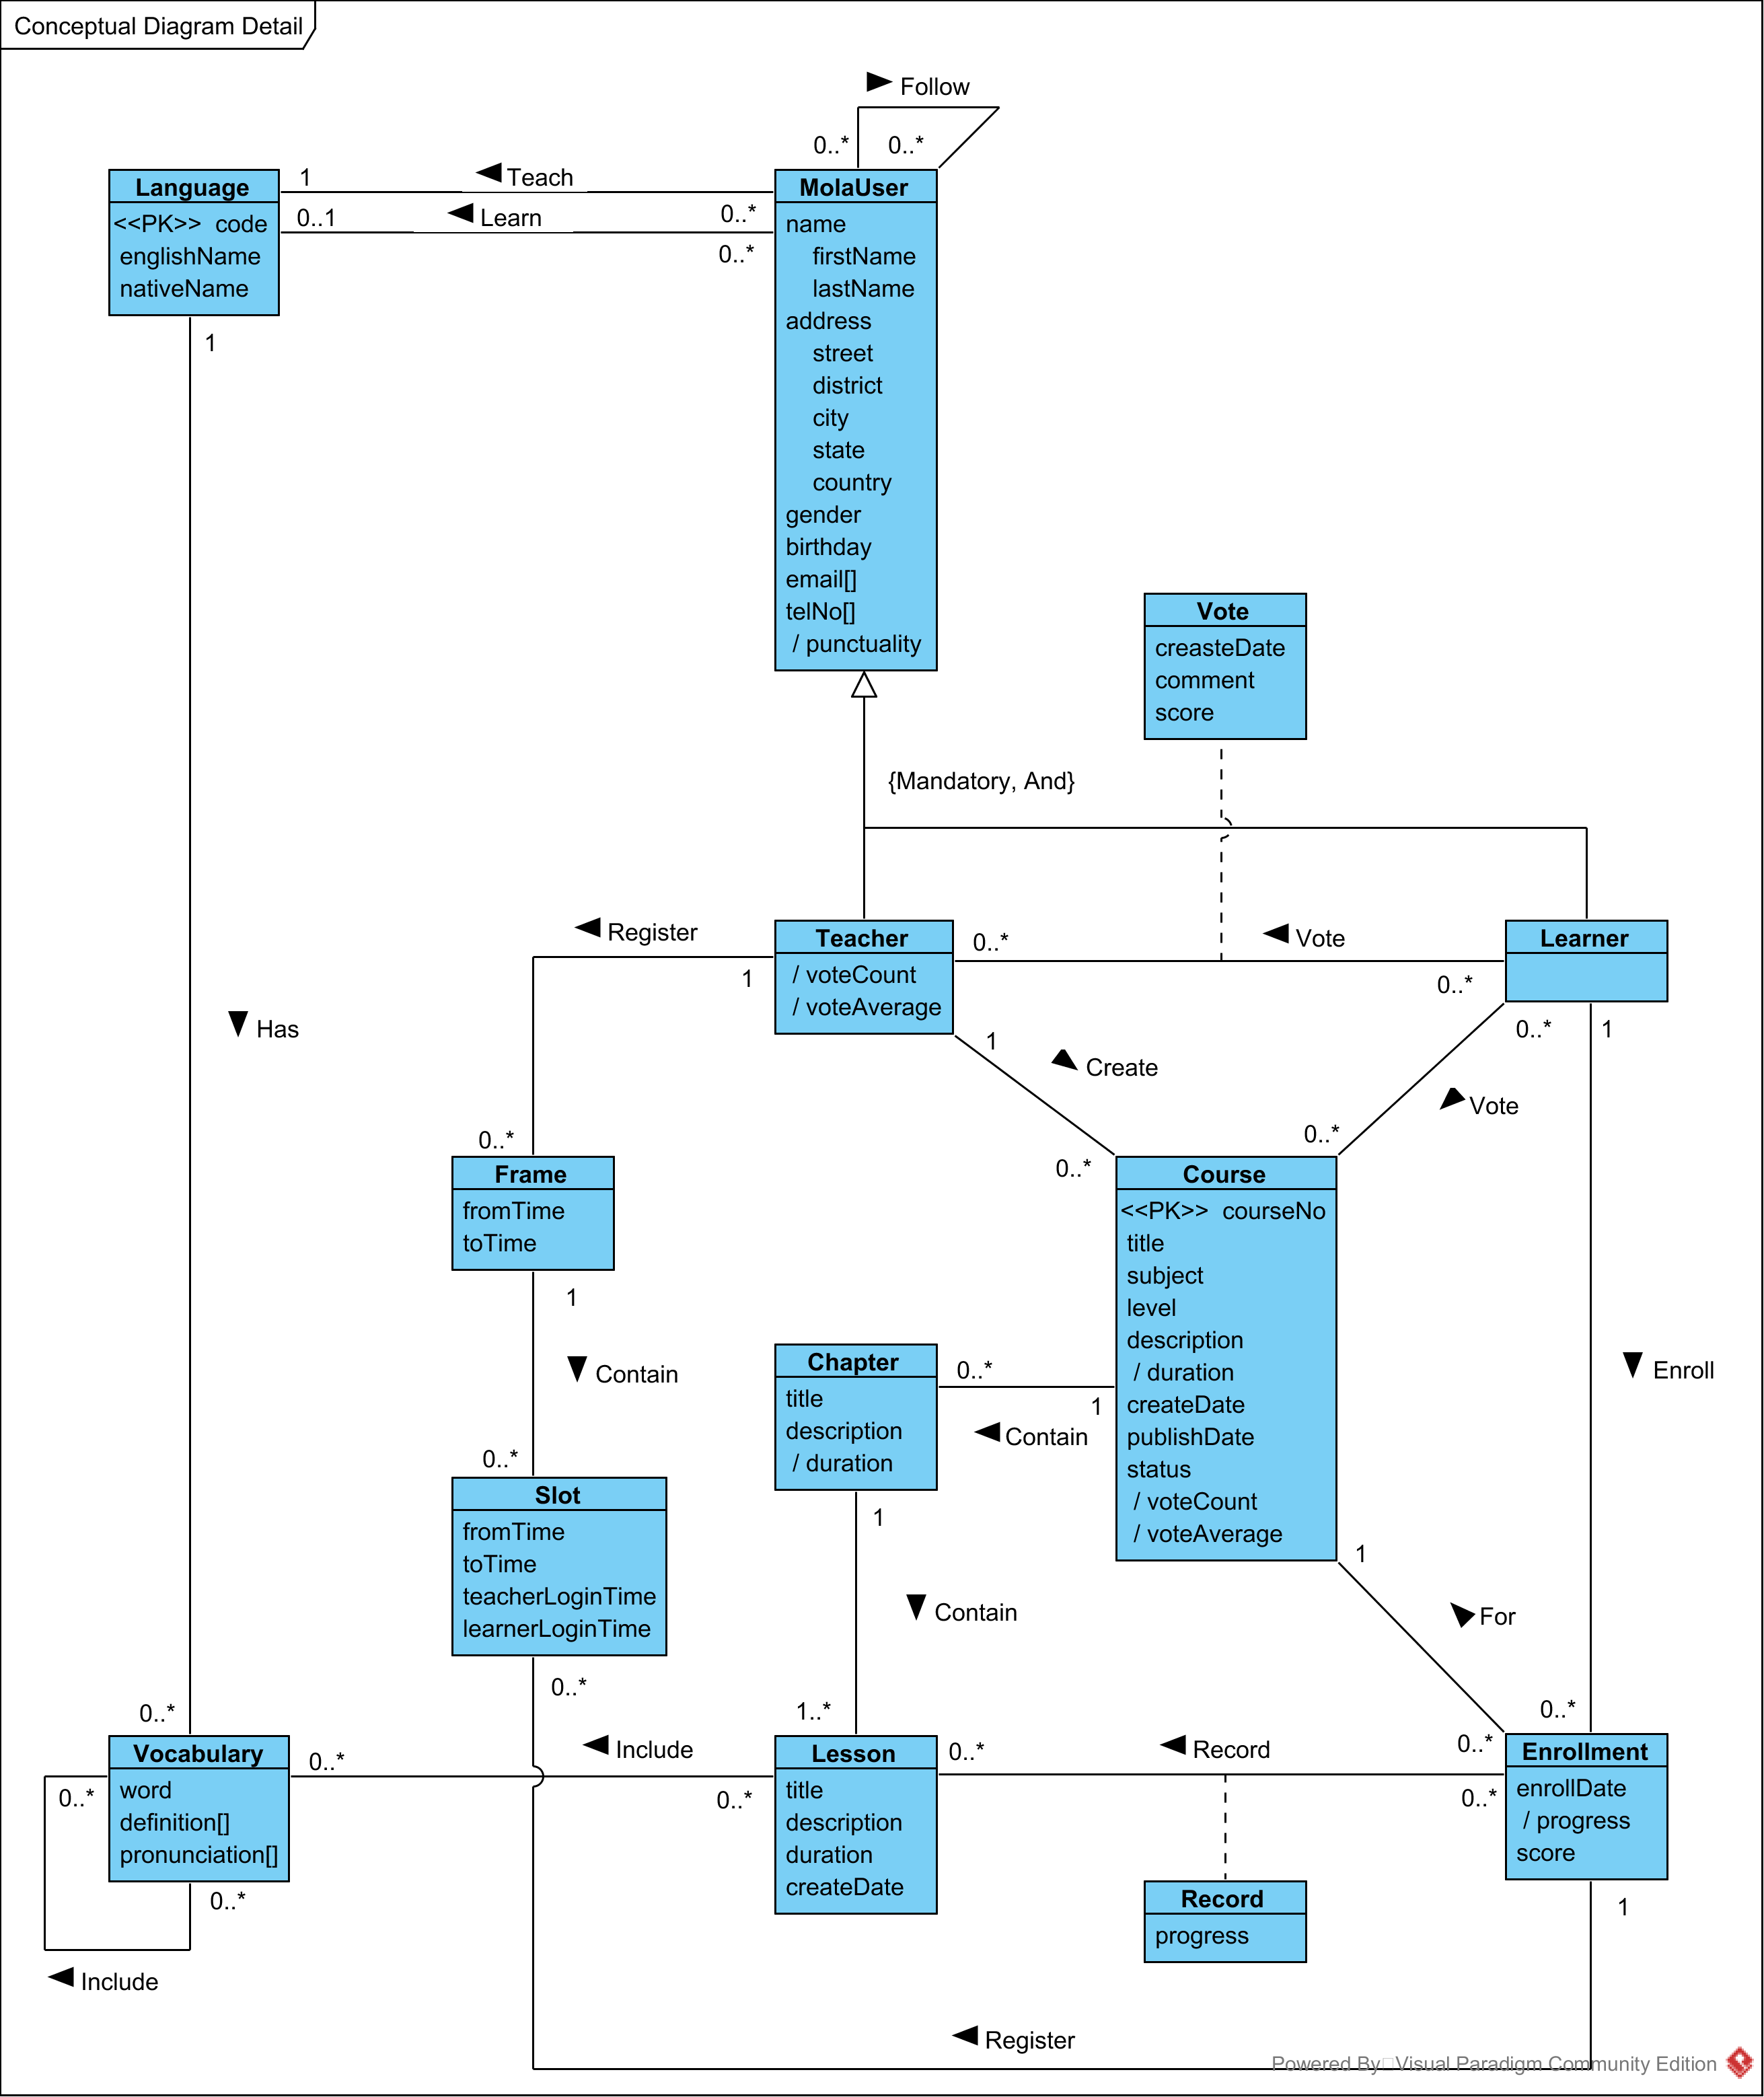 Conceptual Diagram Detail
Follow
0..*
0..*
Language
<<PK>> code
englishName
nativeName
1
Teach
0..*
0..1
Learn
0..*
1
MolaUser
name
firstName
lastName
address
street
district
city
state
country
gender
birthday
email[]
telNo[]
/ punctuality
Vote
creasteDate
comment
score
{Mandatory, And}
Register
1
Teacher
/ voteCount
/ voteAverage
0..*
Vote
0..*
Learner
0..*
1
Has
1
Create
Vote
0..*
0..*
0..*
Frame
fromTime
toTime
1
Contain
0..*
Course
<<PK>> courseNo
title
subject
level
description
/ duration
createDate
publishDate
status
/ voteCount
/ voteAverage
Chapter
title
description
/ duration
0..*
1
Contain
Enroll
Slot
fromTime
toTime
teacherLoginTime
learnerLoginTime
0..*
1
Contain
1..*
1
For
0..*
0..*
Vocabulary
word
definition[]
pronunciation[]
0..*
0..*
0..*
Include
Include
0..*
Lesson
title
description
duration
createDate
0..*
Record
0..*
0..*
Enrollment
enrollDate
/ progress
score
1
Record
progress
Register
Powered By Visual Paradigm Community Edition